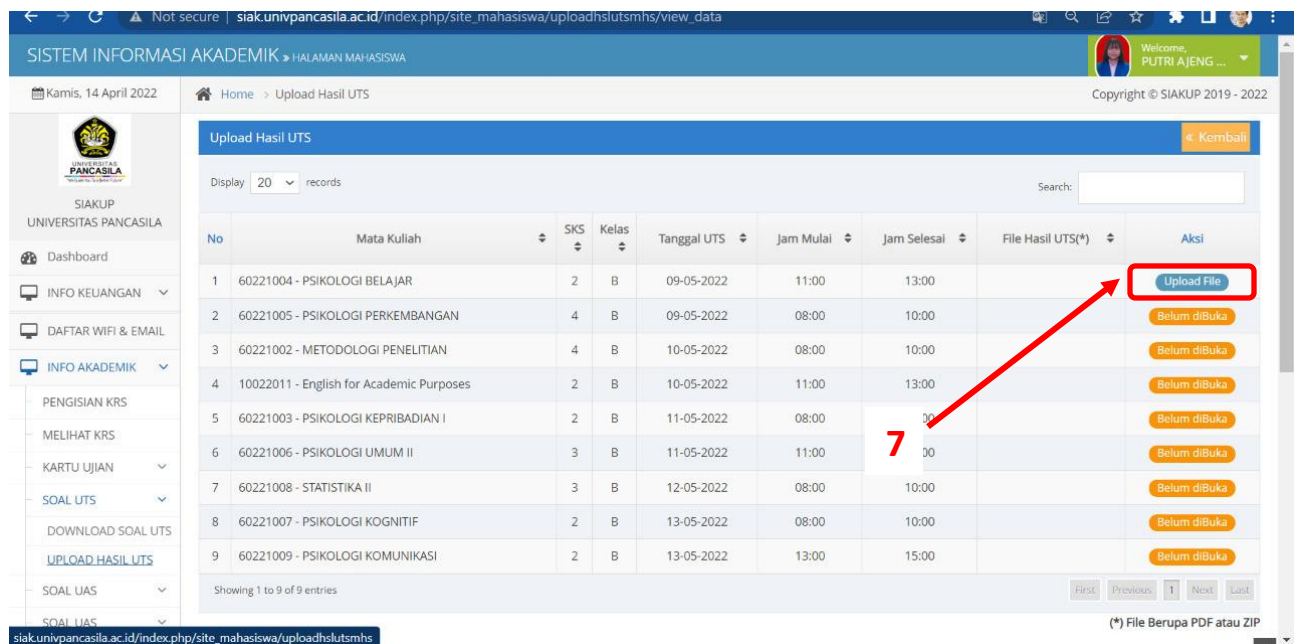 Not secure | siak.univpancasila.ac.id/index.php/site_mahasiswa/uploadhslutsmhs/view_data
SISTEM INFORMASI AKADEMIK » HALAMAN MAHASISWA
Welcome,
PUTRI AJENG ...
Kamis, 14 April 2022
Home > Upload Hasil UTS
Copyright © SIAKUP 2019 - 2022
UNIVERSITAS
PANCASILA
SIAKUP
UNIVERSITAS PANCASILA
Dashboard
INFO KEUANGAN
DAFTAR WIFI & EMAIL
INFO AKADEMIK
PENGISIAN KRS
MELIHAT KRS
KARTU UJIAN
SOAL UTS
DOWNLOAD SOAL UTS
UPLOAD HASIL UTS
SOAL UAS
SOAL UAS
siak.univpancasila.ac.id/index.php/site_mahasiswa/uploadhslutsmhs
Upload Hasil UTS
« Kembali
Display 20 records
Search:
No Mata Kuliah SKS Kelas Tanggal UTS Jam Mulai Jam Selesai File Hasil UTS(*) Aksi
1 60221004 - PSIKOLOGI BELAJAR 2 B 09-05-2022 11:00 13:00 Upload File
2 60221005 - PSIKOLOGI PERKEMBANGAN 4 B 09-05-2022 08:00 10:00 Belum diBuka
3 60221002 - METODOLOGI PENELITIAN 4 B 10-05-2022 08:00 10:00 Belum diBuka
4 10022011 - English for Academic Purposes 2 B 10-05-2022 11:00 13:00 Belum diBuka
5 60221003 - PSIKOLOGI KEPRIBADIAN I 2 B 11-05-2022 08:00 Belum diBuka
6 60221006 - PSIKOLOGI UMUM II 3 B 11-05-2022 11:00 Belum diBuka
7
7 60221008 - STATISTIKA II 3 B 12-05-2022 08:00 10:00 Belum diBuka
8 60221007 - PSIKOLOGI KOGNITIF 2 B 13-05-2022 08:00 10:00 Belum diBuka
9 60221009 - PSIKOLOGI KOMUNIKASI 2 B 13-05-2022 13:00 15:00 Belum diBuka
Showing 1 to 9 of 9 entries
First Previous 1 Next Last
(*) File Berupa PDF atau ZIP